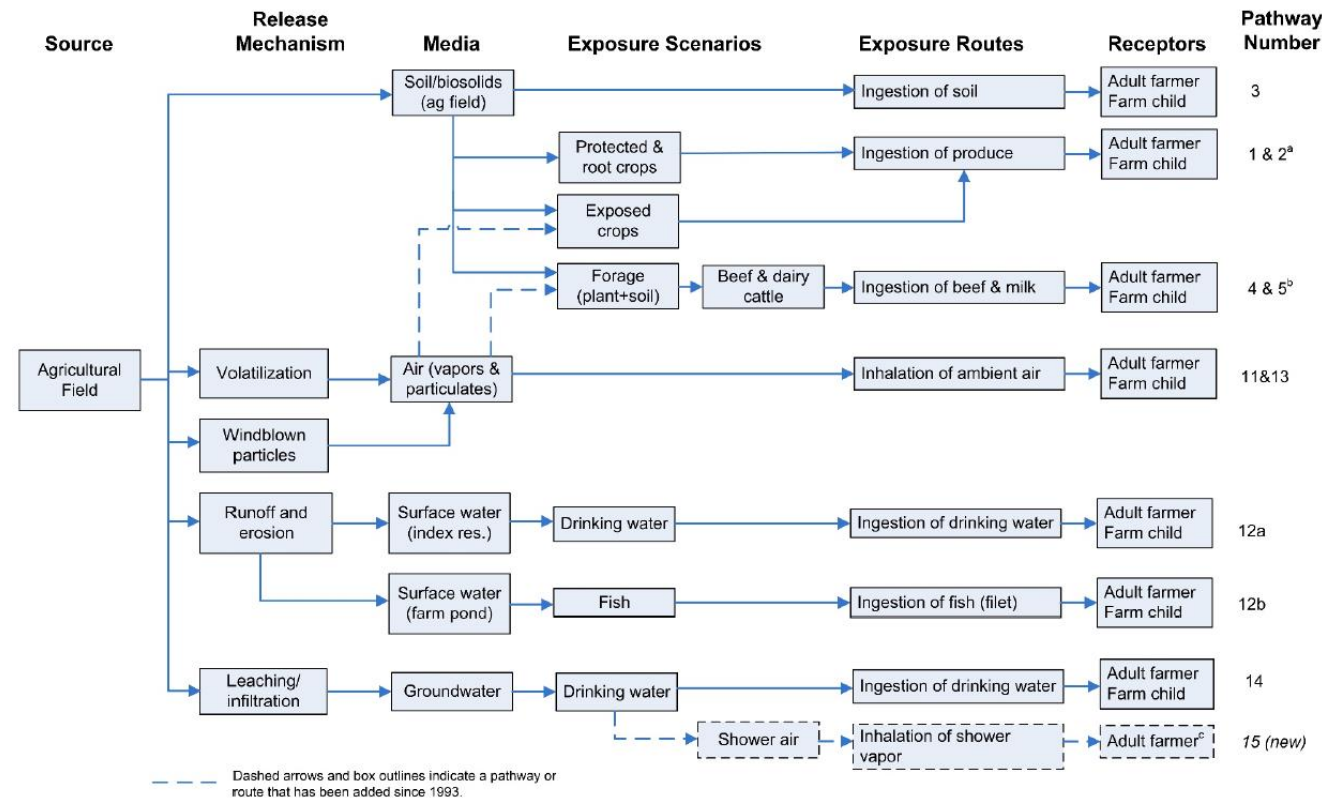 Source
Release
Mechanism
Media
Exposure Scenarios
Exposure Routes
Receptors
Pathway
Number
Soil/biosolids
(ag field)
Ingestion of soil
Adult farmer
Farm child
3
Protected &
root crops
Ingestion of produce
Adult farmer
Farm child
1 & 2a
Exposed
crops
Forage
(plant+soil)
Beef & dairy
cattle
Ingestion of beef & milk
Adult farmer
Farm child
4 & 5b
Agricultural
Field
Volatilization
Air (vapors &
particulates)
Inhalation of ambient air
Adult farmer
Farm child
11&13
Windblown
particles
Runoff and
erosion
Surface water
(index res.)
Drinking water
Ingestion of drinking water
Adult farmer
Farm child
12a
Surface water
(farm pond)
Fish
Ingestion of fish (filet)
Adult farmer
Farm child
12b
Leaching/
infiltration
Groundwater
Drinking water
Ingestion of drinking water
Adult farmer
Farm child
14
Shower air
Inhalation of shower
vapor
Adult farmerc
15 (new)
Dashed arrows and box outlines indicate a pathway or
route that has been added since 1993.